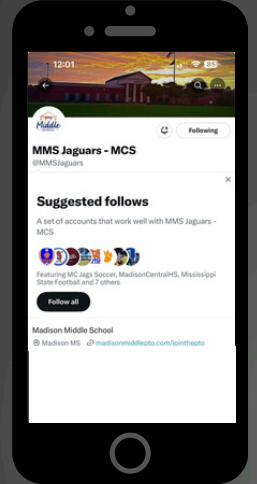 12:01
85
Middle
Following
MMS Jaguars - MCS
@MMSJaguars
Suggested follows
A set of accounts that work well with MMS Jaguars -
MCS
Featuring MC Jags Soccer, MadisonCentralHS, Mississippi
State Football and 7 others
Follow all
Madison Middle School
Madison MS madisonmiddlepto.com/jointhepto